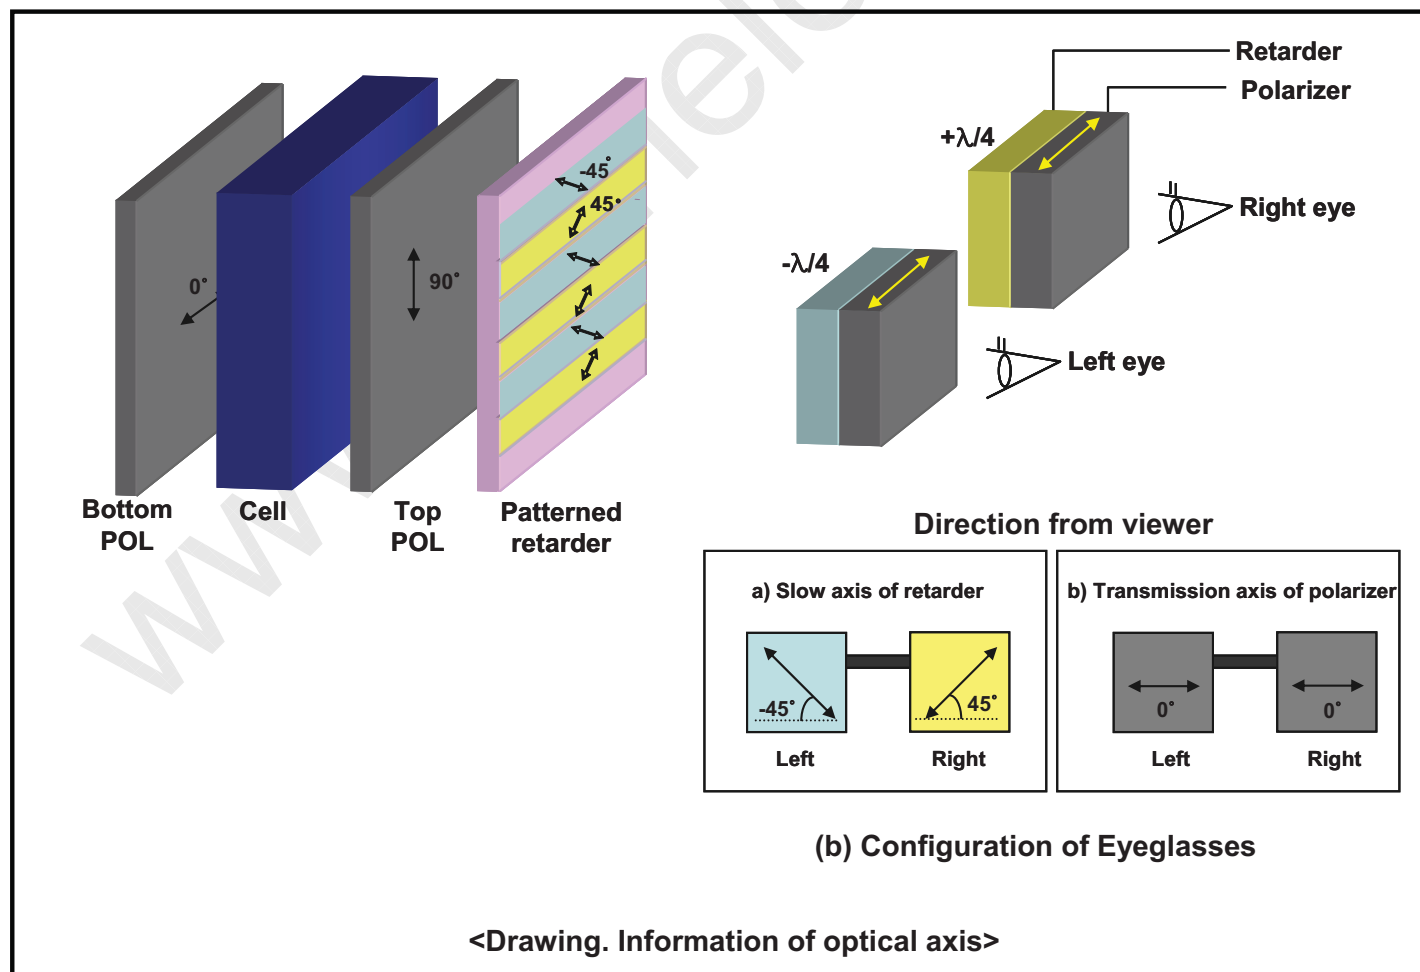 Retarder
Polarizer
+λ/4
-45°
45°
Right eye
-λ/4
0°
90°
Left eye
Bottom
POL
Cell
Top
POL
Patterned
retarder
Direction from viewer
a) Slow axis of retarder
b) Transmission axis of polarizer
-45°
45°
0°
0°
Left
Right
Left
Right
(b) Configuration of Eyeglasses
<Drawing. Information of optical axis>